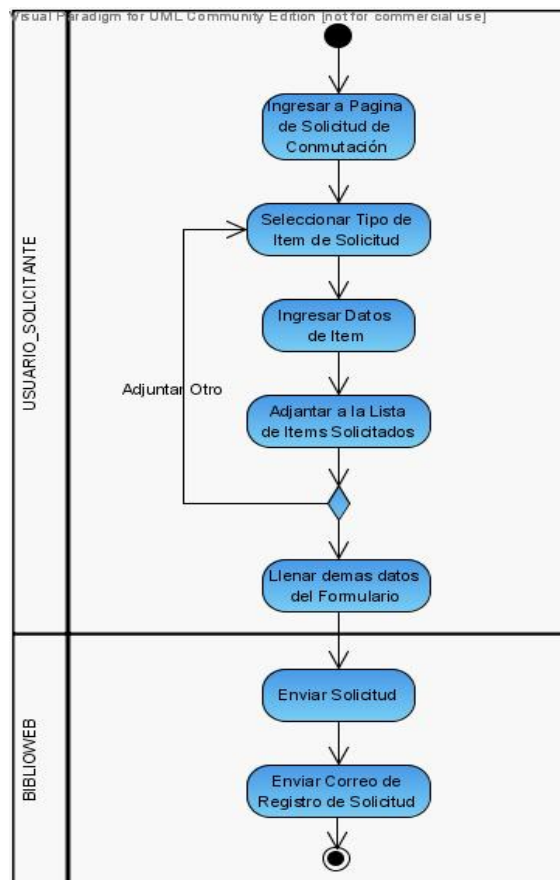 Visual Paradigm for UML Community Edition [not for commercial use]
USUARIO_SOLICITANTE
Ingresar a Pagina
de Solicitud de
Conmutación
Seleccionar Tipo de
Item de Solicitud
Ingresar Datos
de Item
Adjuntar Otro
Adjantar a la Lista
de Items Solicitados
Llenar demas datos
del Formulario
BIBLIOWEB
Enviar Solicitud
Enviar Correo de
Registro de Solicitud